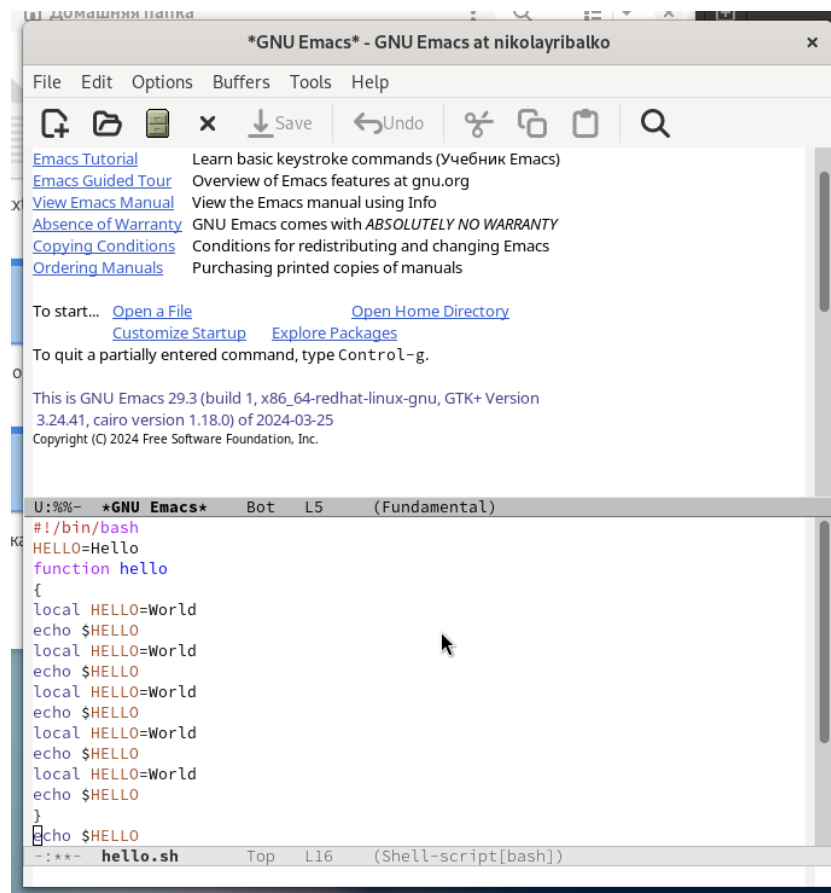 Домашняя папка
*GNU Emacs* - GNU Emacs at nikolayribalko
File Edit Options Buffers Tools Help
Save Undo
Emacs Tutorial Learn basic keystroke commands (Учебник Emacs)
Emacs Guided Tour Overview of Emacs features at gnu.org
View Emacs Manual View the Emacs manual using Info
Absence of Warranty GNU Emacs comes with ABSOLUTELY NO WARRANTY
Copying Conditions Conditions for redistributing and changing Emacs
Ordering Manuals Purchasing printed copies of manuals
To start... Open a File Open Home Directory
Customize Startup Explore Packages
To quit a partially entered command, type Control-g.
This is GNU Emacs 29.3 (build 1, x86_64-redhat-linux-gnu, GTK+ Version
3.24.41, cairo version 1.18.0) of 2024-03-25
Copyright (C) 2024 Free Software Foundation, Inc.
U:%%- *GNU Emacs* Bot L5 (Fundamental)
#!/bin/bash
HELLO=Hello
function hello
{
local HELLO=World
echo $HELLO
local HELLO=World
echo $HELLO
local HELLO=World
echo $HELLO
local HELLO=World
echo $HELLO
local HELLO=World
echo $HELLO
}
echo $HELLO
-:**- hello.sh Top L16 (Shell-script[bash])